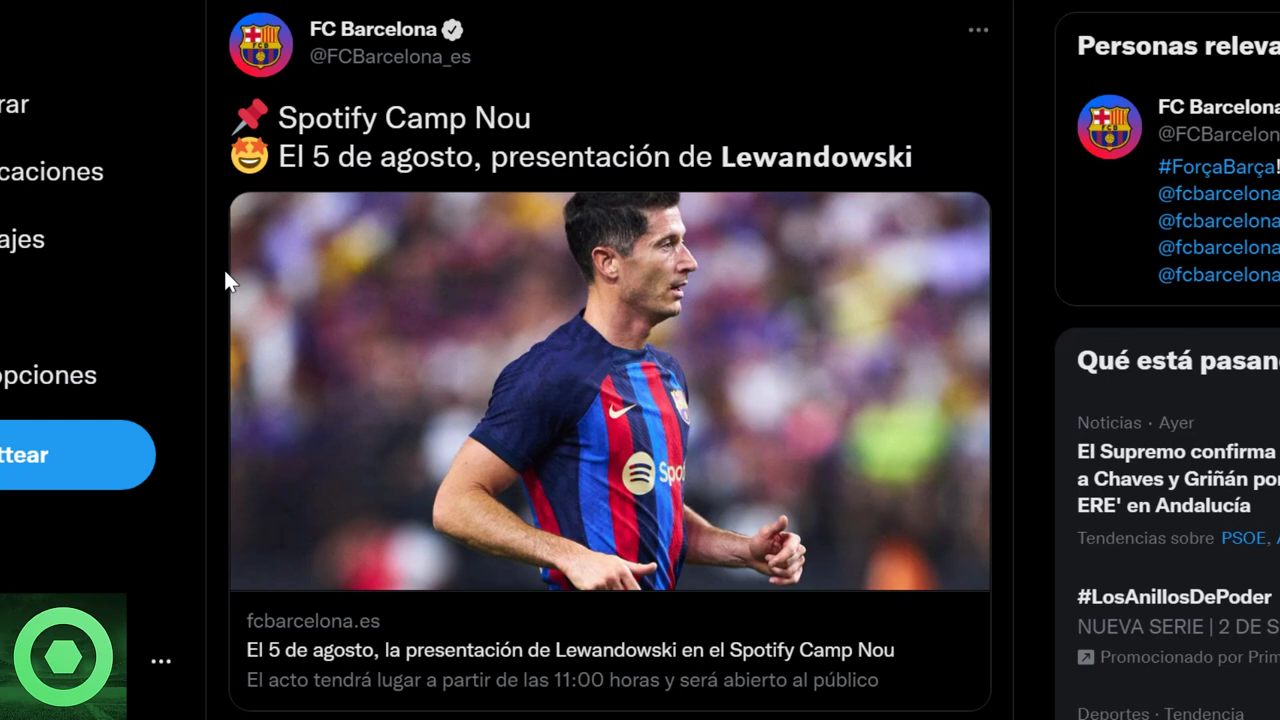 rar
caciones
ajes
opciones
ttear
FC Barcelona
@FCBarcelona_es
Spotify Camp Nou
El 5 de agosto, presentación de Lewandowski
Spot
fcbarcelona.es
El 5 de agosto, la presentación de Lewandowski en el Spotify Camp Nou
El acto tendrá lugar a partir de las 11:00 horas y será abierto al público
Personas releva
FC Barcelona
@FCBarcelon
#ForçaBarça!
@fcbarcelona
@fcbarcelona
@fcbarcelona
@fcbarcelona
Qué está pasan
Noticias · Ayer
El Supremo confirma
a Chaves y Griñán por
ERE' en Andalucía
Tendencias sobre PSOE,
#LosAnillosDePoder
NUEVA SERIE | 2 DE S
Promocionado por Prim
Deportes · Tendencia